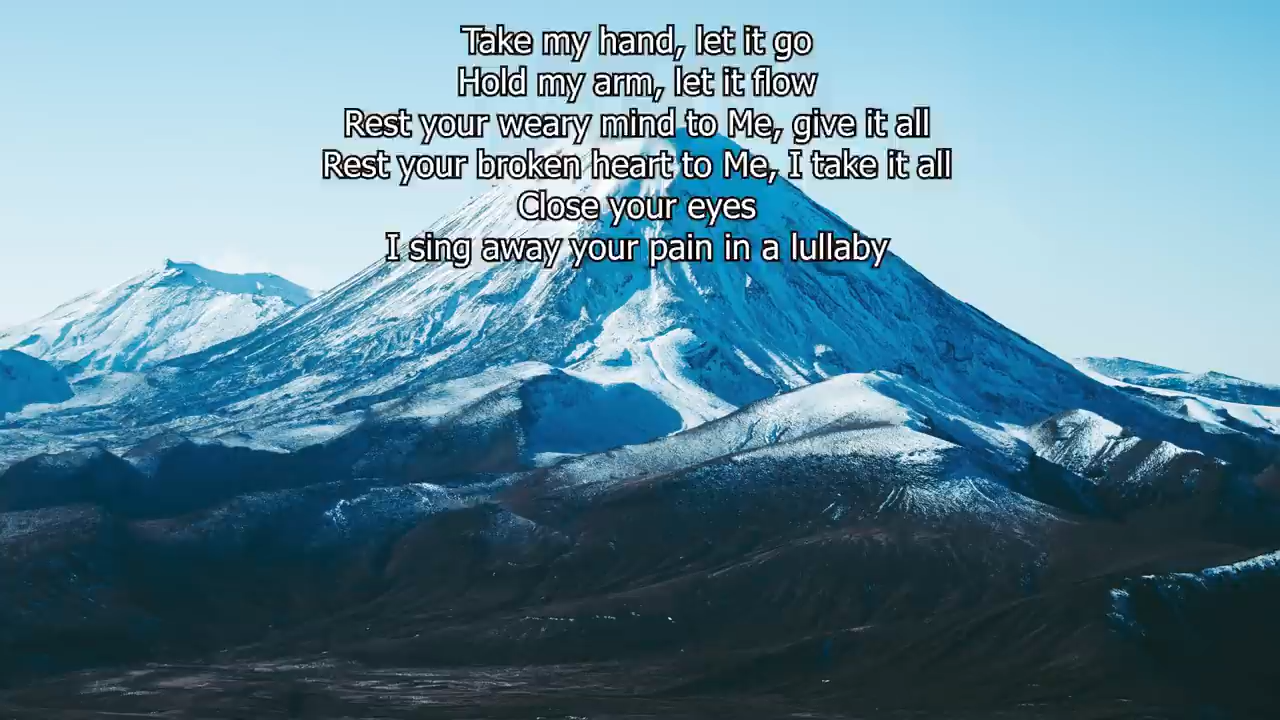 Take my hand, let it go
Hold my arm, let it flow
Rest your weary mind to Me, give it all
Rest your broken heart to Me, I take it all
Close your eyes
I sing away your pain in a lullaby